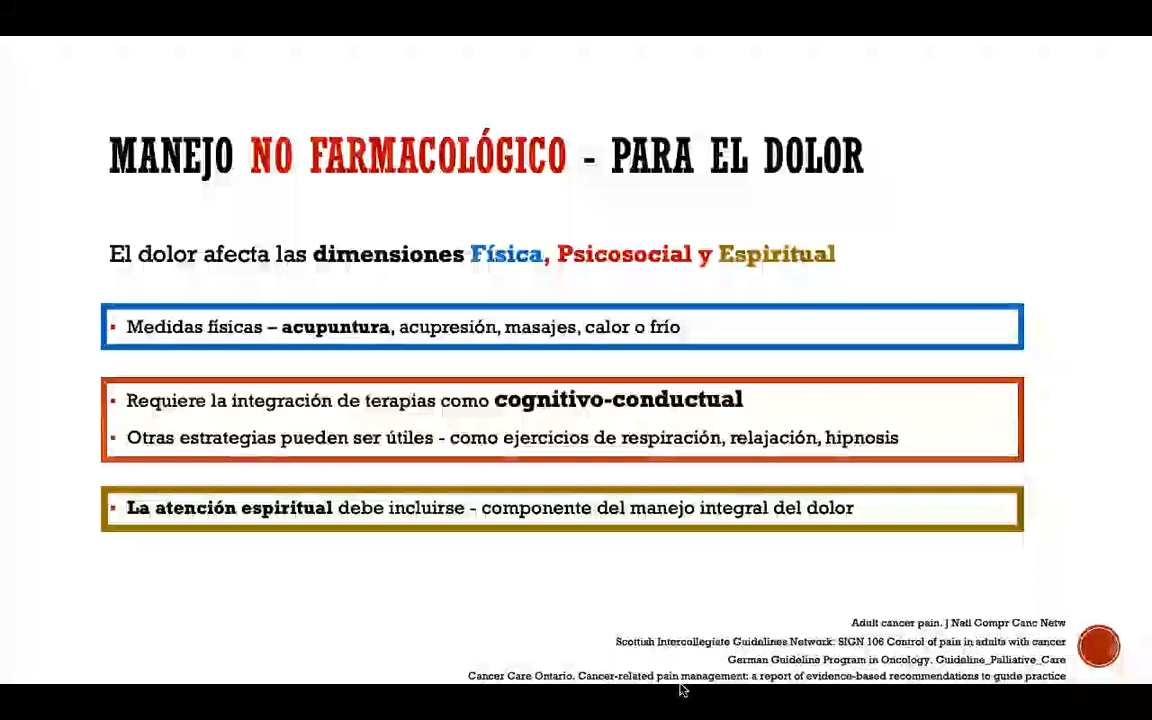 MANEJO NO FARMACOLÓGICO - PARA EL DOLOR
El dolor afecta las dimensiones Física, Psicosocial y Espiritual
▪ Medidas físicas – acupuntura, acupresión, masajes, calor o frío
▪ Requiere la integración de terapias como cognitivo-conductual
▪ Otras estrategias pueden ser útiles - como ejercicios de respiración, relajación, hipnosis
▪ La atención espiritual debe incluirse - componente del manejo integral del dolor
Adult cancer pain. J Natl Compr Canc Netw
Scottish Intercollegiate Guidelines Network: SIGN 106 Control of pain in adults with cancer
German Guideline Program in Oncology. Guideline_Palliative_Care
Cancer Care Ontario. Cancer-related pain management: a report of evidence-based recommendations to guide practice